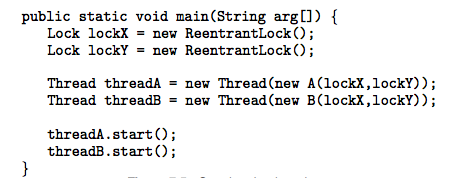 public static void main(String arg[]) {
Lock lockX = new ReentrantLock();
Lock lockY = new ReentrantLock();
Thread threadA = new Thread(new A(lockX,lockY));
Thread threadB = new Thread(new B(lockX,lockY));
threadA.start();
threadB.start();
}